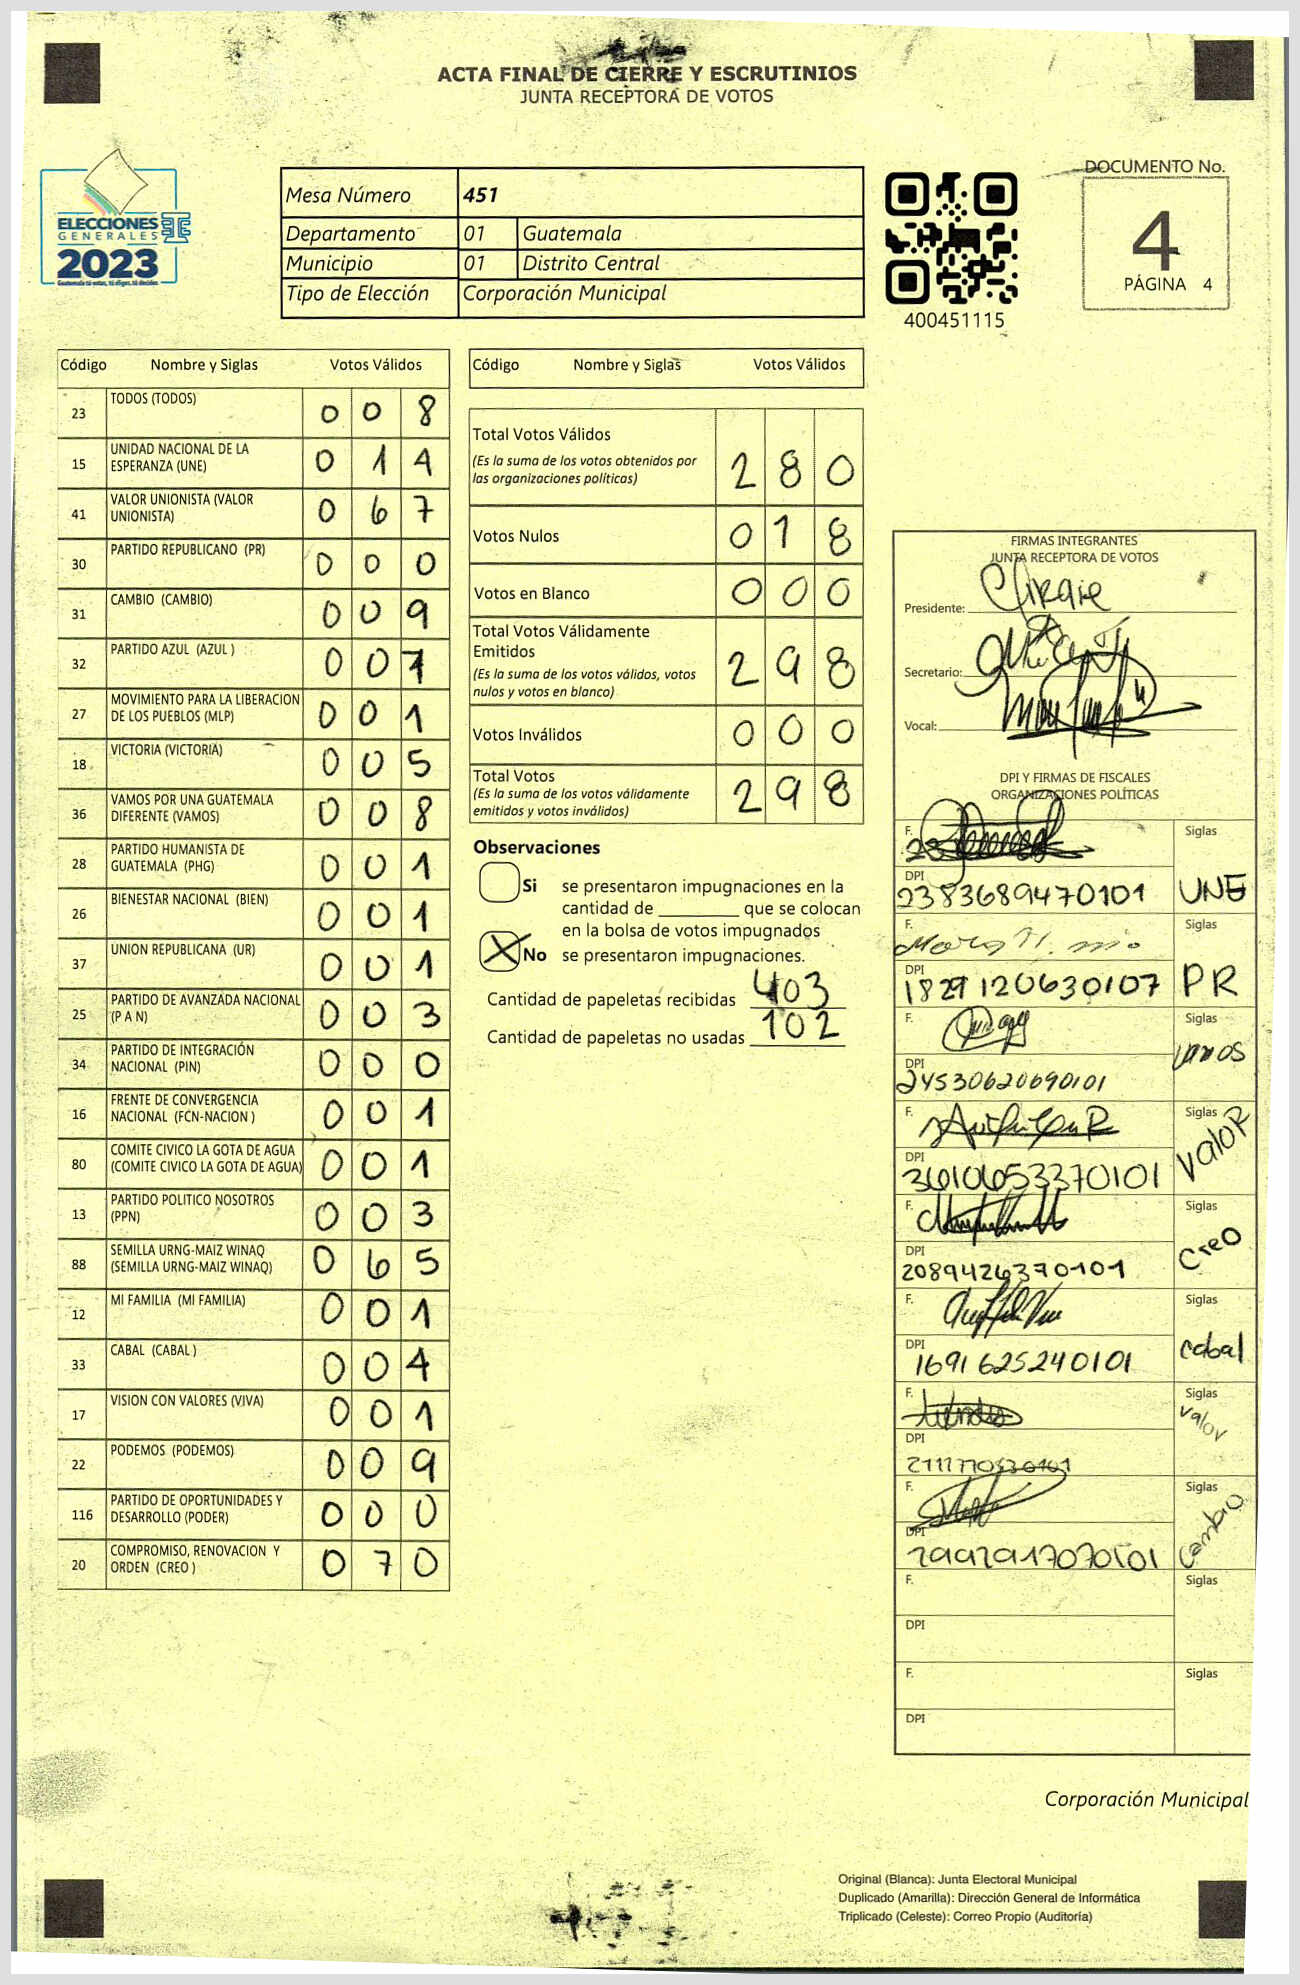 ACTA FINAL DE CIERRE Y ESCRUTINIOS
JUNTA RECEPTORA DE VOTOS
ELECCIONES
GENERALES
2023
Guatemala tú votas, tú eliges, tú decides
Mesa Número 451
Departamento 01 Guatemala
Municipio 01 Distrito Central
Tipo de Elección Corporación Municipal
400451115
DOCUMENTO No.
4
PÁGINA 4
Código Nombre y Siglas Votos Válidos
23 TODOS (TODOS) 0 0 8
15 UNIDAD NACIONAL DE LA ESPERANZA (UNE) 0 1 4
41 VALOR UNIONISTA (VALOR UNIONISTA) 0 6 7
30 PARTIDO REPUBLICANO (PR) 0 0 0
31 CAMBIO (CAMBIO) 0 0 9
32 PARTIDO AZUL (AZUL ) 0 0 7
27 MOVIMIENTO PARA LA LIBERACION DE LOS PUEBLOS (MLP) 0 0 1
18 VICTORIA (VICTORIA) 0 0 5
36 VAMOS POR UNA GUATEMALA DIFERENTE (VAMOS) 0 0 8
28 PARTIDO HUMANISTA DE GUATEMALA (PHG) 0 0 1
26 BIENESTAR NACIONAL (BIEN) 0 0 1
37 UNION REPUBLICANA (UR) 0 0 1
25 PARTIDO DE AVANZADA NACIONAL (P A N) 0 0 3
34 PARTIDO DE INTEGRACIÓN NACIONAL (PIN) 0 0 0
16 FRENTE DE CONVERGENCIA NACIONAL (FCN-NACION ) 0 0 1
80 COMITE CIVICO LA GOTA DE AGUA (COMITE CIVICO LA GOTA DE AGUA) 0 0 1
13 PARTIDO POLITICO NOSOTROS (PPN) 0 0 3
88 SEMILLA URNG-MAIZ WINAQ (SEMILLA URNG-MAIZ WINAQ) 0 6 5
12 MI FAMILIA (MI FAMILIA) 0 0 1
33 CABAL (CABAL ) 0 0 4
17 VISION CON VALORES (VIVA) 0 0 1
22 PODEMOS (PODEMOS) 0 0 9
116 PARTIDO DE OPORTUNIDADES Y DESARROLLO (PODER) 0 0 0
20 COMPROMISO, RENOVACION Y ORDEN (CREO ) 0 7 0
Código Nombre y Siglas Votos Válidos
Total Votos Válidos 2 8 0
(Es la suma de los votos obtenidos por
las organizaciones políticas)
Votos Nulos 0 1 8
Votos en Blanco 0 0 0
Total Votos Válidamente
Emitidos 2 9 8
(Es la suma de los votos válidos, votos
nulos y votos en blanco)
Votos Inválidos 0 0 0
Total Votos 2 9 8
(Es la suma de los votos válidamente
emitidos y votos inválidos)
Observaciones
Si se presentaron impugnaciones en la
cantidad de ________ que se colocan
en la bolsa de votos impugnados
X No se presentaron impugnaciones.
Cantidad de papeletas recibidas 403
Cantidad de papeletas no usadas 102
FIRMAS INTEGRANTES
JUNTA RECEPTORA DE VOTOS
Presidente:
Secretario:
Vocal:
DPI Y FIRMAS DE FISCALES
ORGANIZACIONES POLÍTICAS
F. Siglas
DPI 2383689470101 UNE
F. Siglas
DPI 1829120630107 PR
F. Siglas
DPI 24530620690101 vamos
F. Siglas
DPI 3610653370101 Valor
F. Siglas
DPI 2089426370101 Creo
F. Siglas
DPI 1691625240101 cabal
F. Siglas
DPI valor
F. Siglas
DPI Cambio
F. Siglas
DPI
F. Siglas
DPI
Corporación Municipal
Original (Blanca): Junta Electoral Municipal
Duplicado (Amarilla): Dirección General de Informática
Triplicado (Celeste): Correo Propio (Auditoría)